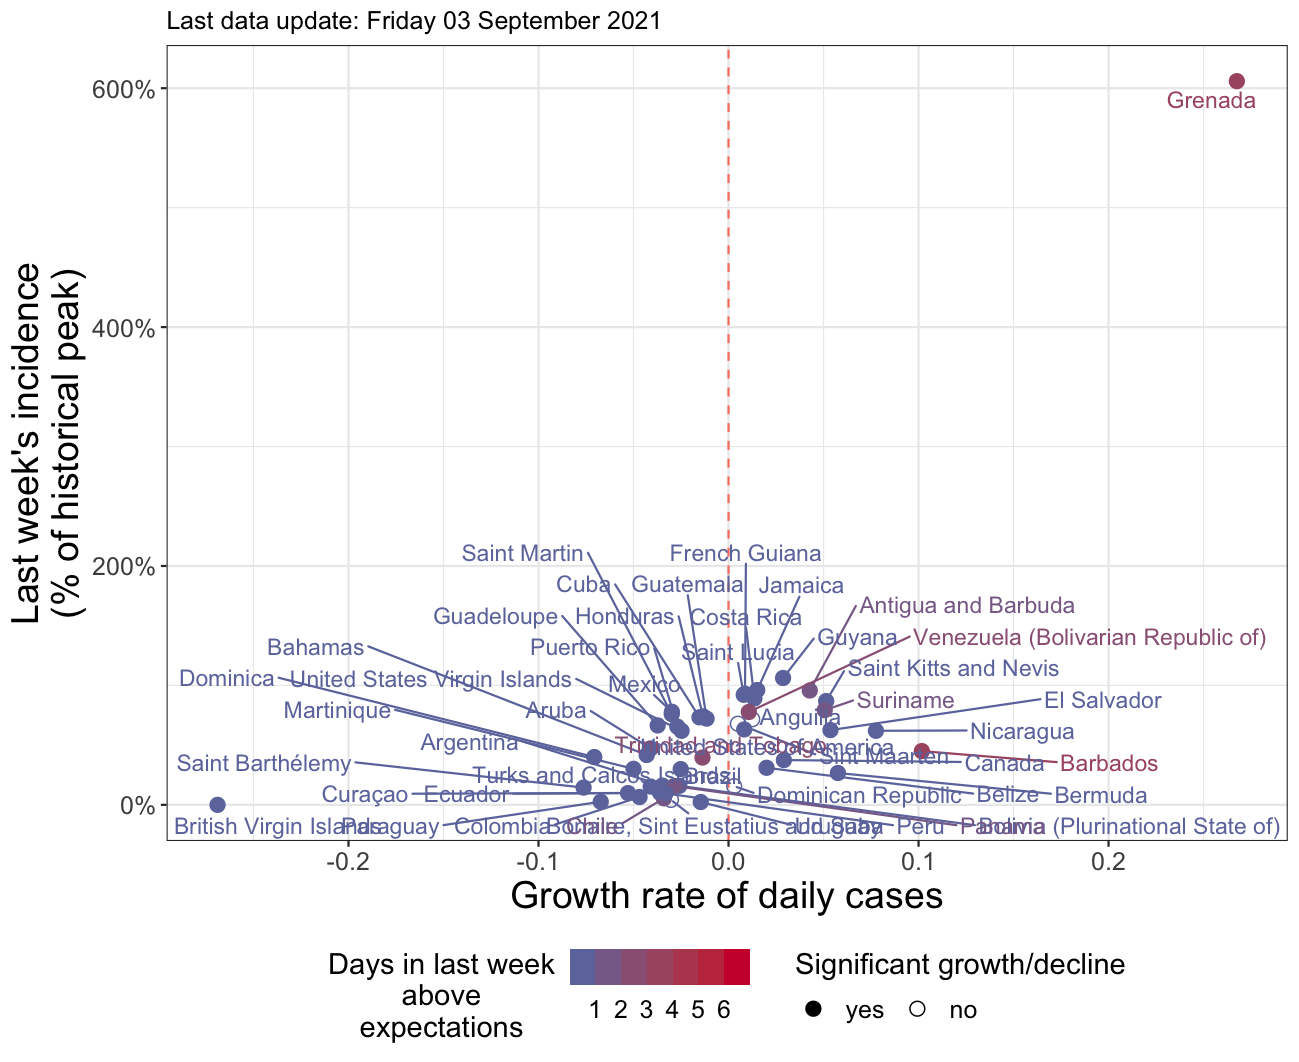 Last data update: Friday 03 September 2021
Last week's incidence
(% of historical peak)
600%
400%
200%
0%
Grenada
Saint Martin
French Guiana
Cuba
Guatemala
Jamaica
Antigua and Barbuda
Guadeloupe
Honduras
Costa Rica
Guyana
Venezuela (Bolivarian Republic of)
Bahamas
Puerto Rico
Saint Lucia
Saint Kitts and Nevis
Dominica
United States Virgin Islands
Mexico
Suriname
El Salvador
Martinique
Aruba
Anguilla
Nicaragua
Argentina
Trinidad and Tobago
United States of America
Sint Maarten
Saint Barthélemy
Canada
Barbados
Turks and Caicos Islands
Brazil
Curaçao
Ecuador
Dominican Republic
Belize
Bermuda
British Virgin Islands
Paraguay
Colombia
Bonaire, Sint Eustatius and Saba
Chile
Uruguay
Peru
Panama
Bolivia (Plurinational State of)
-0.2
-0.1
0.0
0.1
0.2
Growth rate of daily cases
Days in last week
above
expectations
1 2 3 4 5 6
Significant growth/decline
yes
no